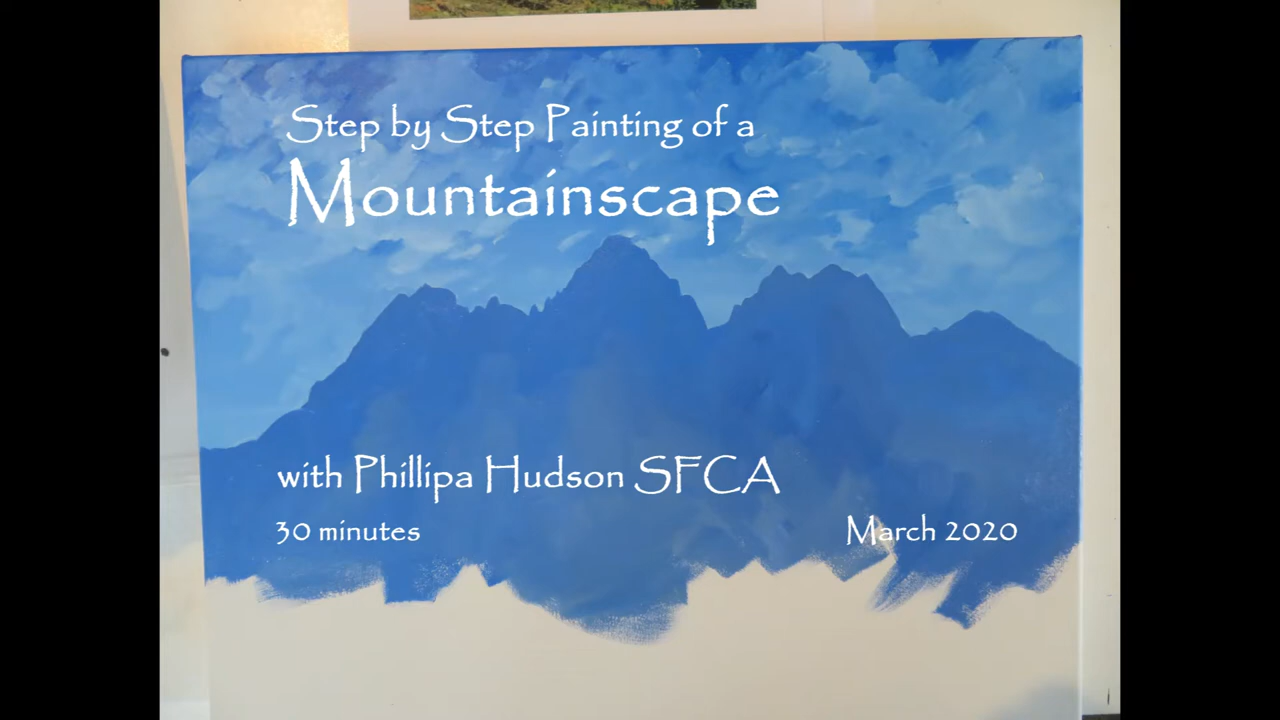 Step by Step Painting of a
Mountainscape
with Phillipa Hudson SFCA
30 minutes
March 2020